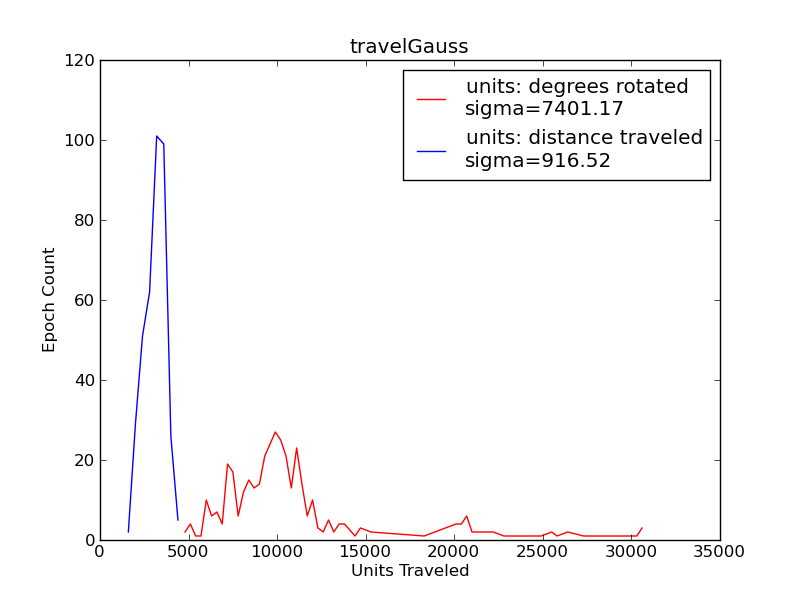 travelGauss
units: degrees rotated
sigma=7401.17
units: distance traveled
sigma=916.52
120
100
80
60
40
20
0
Epoch Count
0 5000 10000 15000 20000 25000 30000 35000
Units Traveled